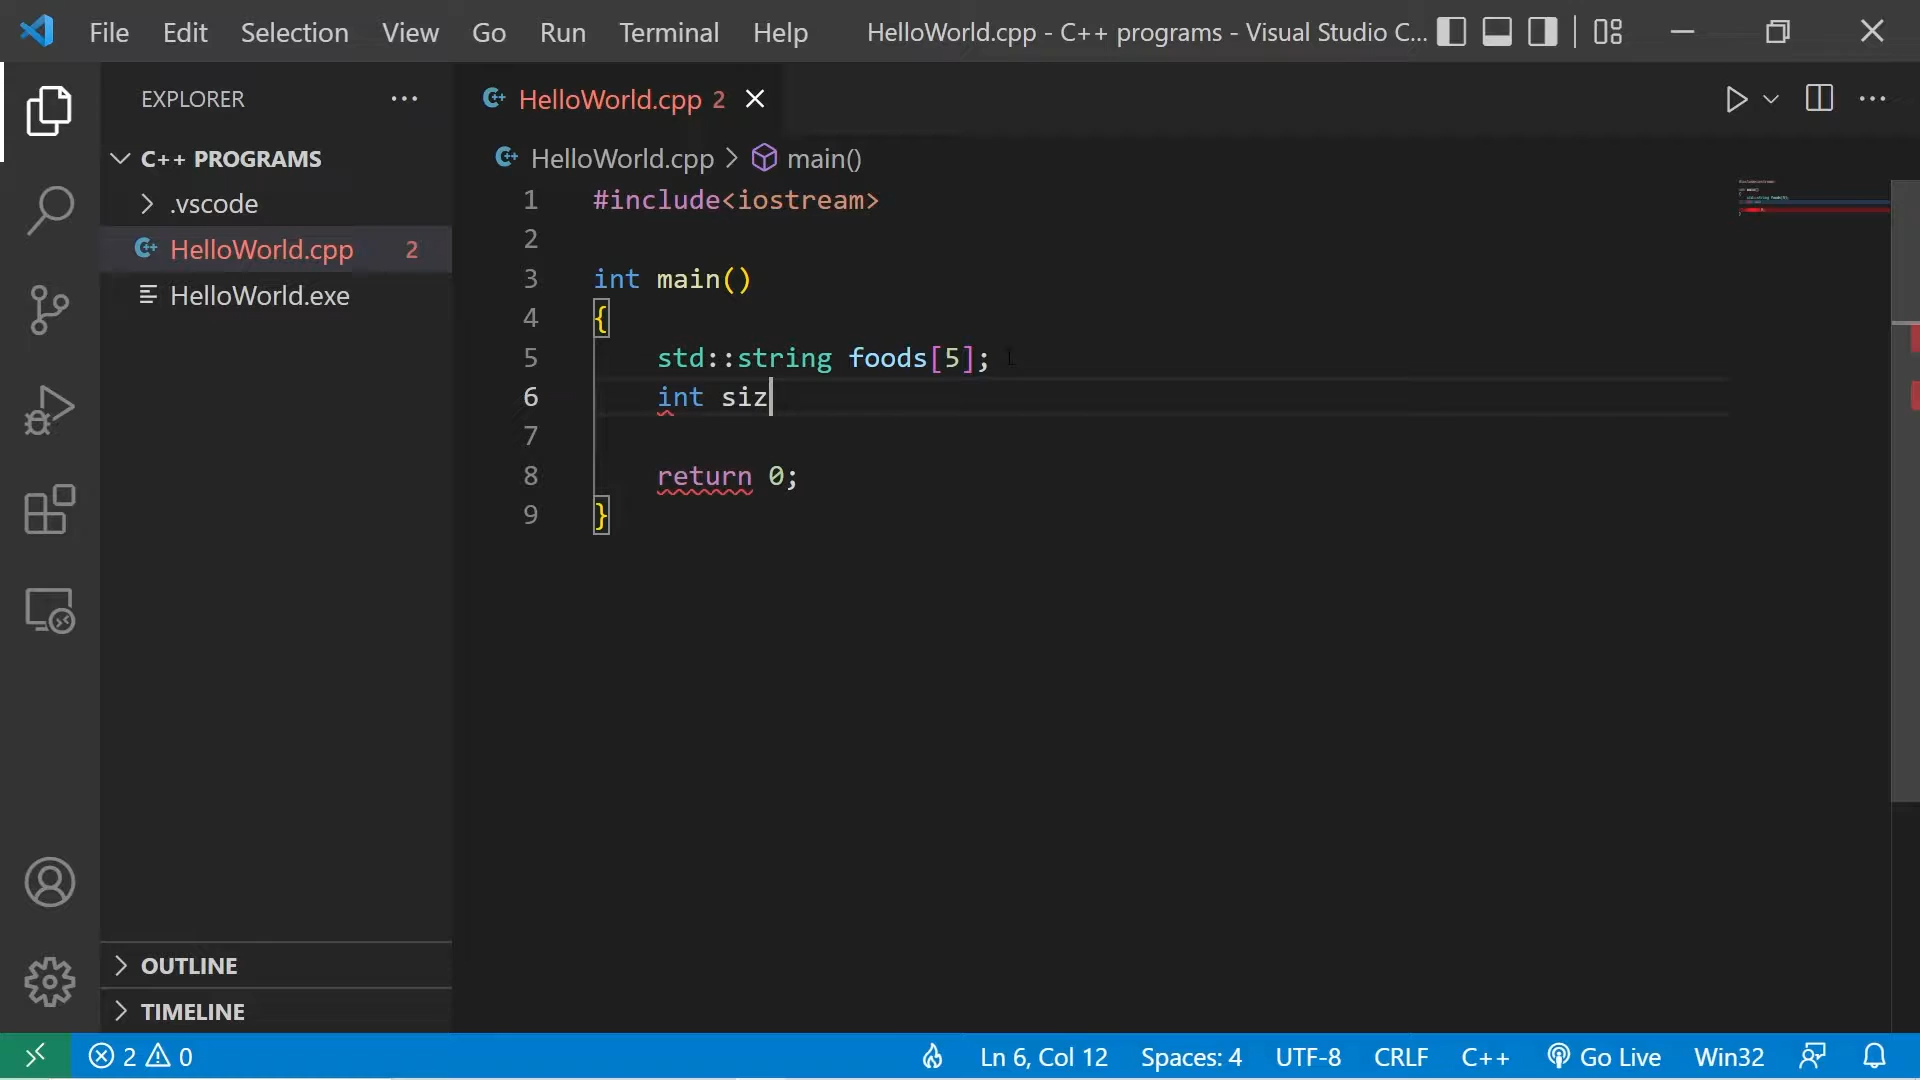 File Edit Selection View Go Run Terminal Help HelloWorld.cpp - C++ programs - Visual Studio C...
EXPLORER
HelloWorld.cpp 2
C++ PROGRAMS
.vscode
HelloWorld.cpp 2
HelloWorld.exe
HelloWorld.cpp > main()
1 #include<iostream>
2
3 int main()
4 {
5 std::string foods[5];
6 int siz
7
8 return 0;
9 }
OUTLINE
TIMELINE
2 0 Ln 6, Col 12 Spaces: 4 UTF-8 CRLF C++ Go Live Win32